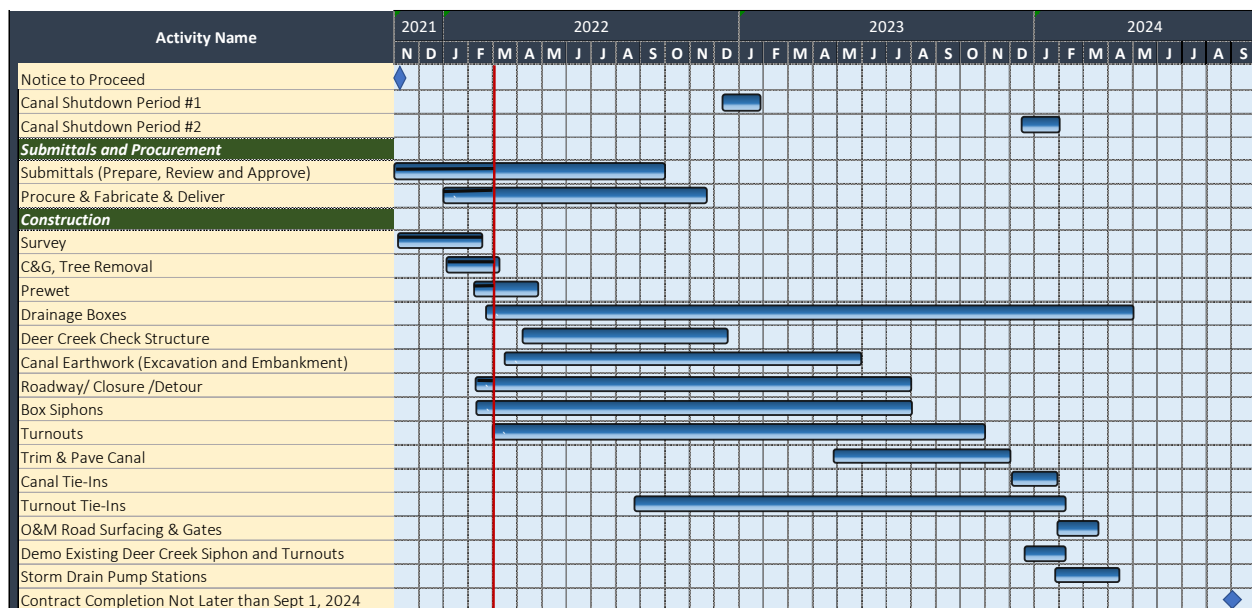 Activity Name
2021 2022 2023 2024
N D J F M A M J J A S O N D J F M A M J J A S O N D J F M A M J J A S
Notice to Proceed
Canal Shutdown Period #1
Canal Shutdown Period #2
Submittals and Procurement
Submittals (Prepare, Review and Approve)
Procure & Fabricate & Deliver
Construction
Survey
C&G, Tree Removal
Prewet
Drainage Boxes
Deer Creek Check Structure
Canal Earthwork (Excavation and Embankment)
Roadway/ Closure /Detour
Box Siphons
Turnouts
Trim & Pave Canal
Canal Tie-Ins
Turnout Tie-Ins
O&M Road Surfacing & Gates
Demo Existing Deer Creek Siphon and Turnouts
Storm Drain Pump Stations
Contract Completion Not Later than Sept 1, 2024